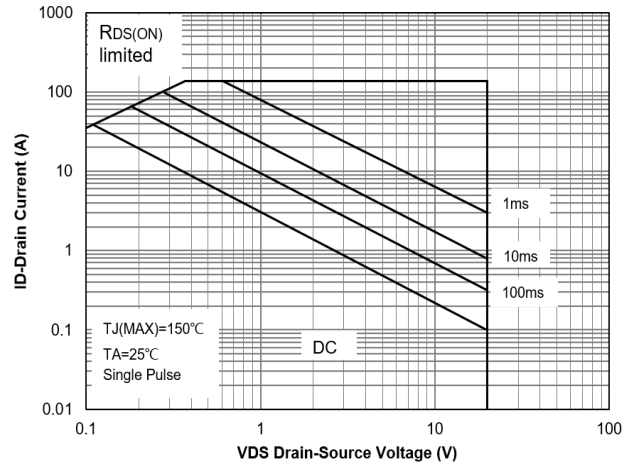 1000
100
10
1
0.1
0.01
ID-Drain Current (A)
RDS(ON)
limited
1ms
10ms
100ms
DC
TJ(MAX)=150℃
TA=25℃
Single Pulse
0.1
1
10
100
VDS Drain-Source Voltage (V)